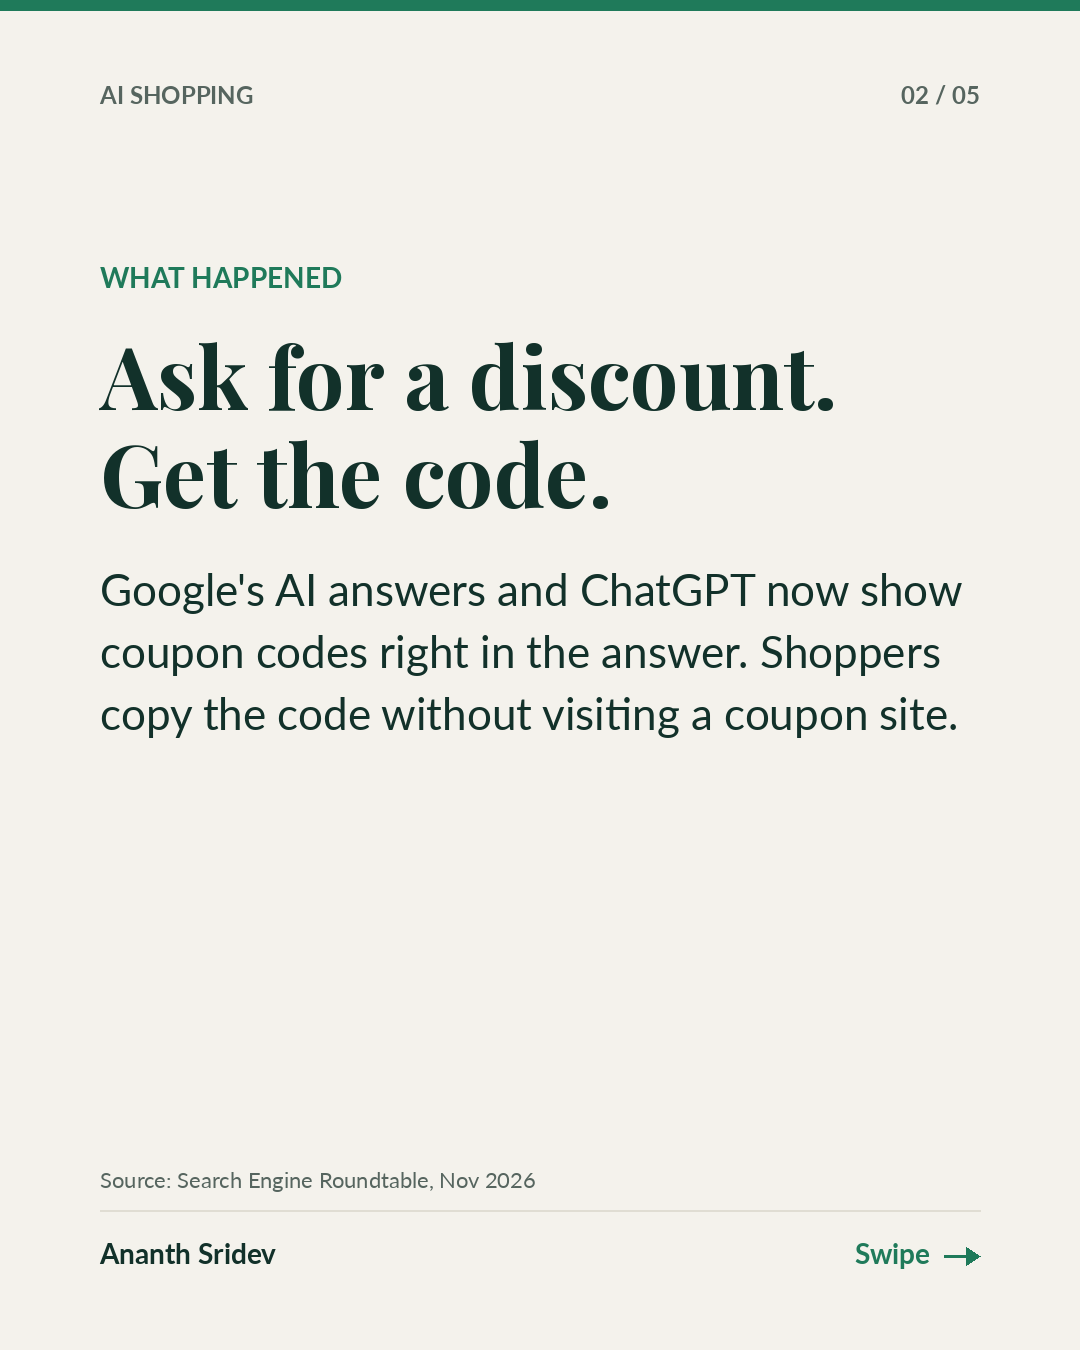 AI SHOPPING
02 / 05
WHAT HAPPENED
Ask for a discount.
Get the code.
Google's AI answers and ChatGPT now show
coupon codes right in the answer. Shoppers
copy the code without visiting a coupon site.
Source: Search Engine Roundtable, Nov 2026
Ananth Sridev
Swipe →